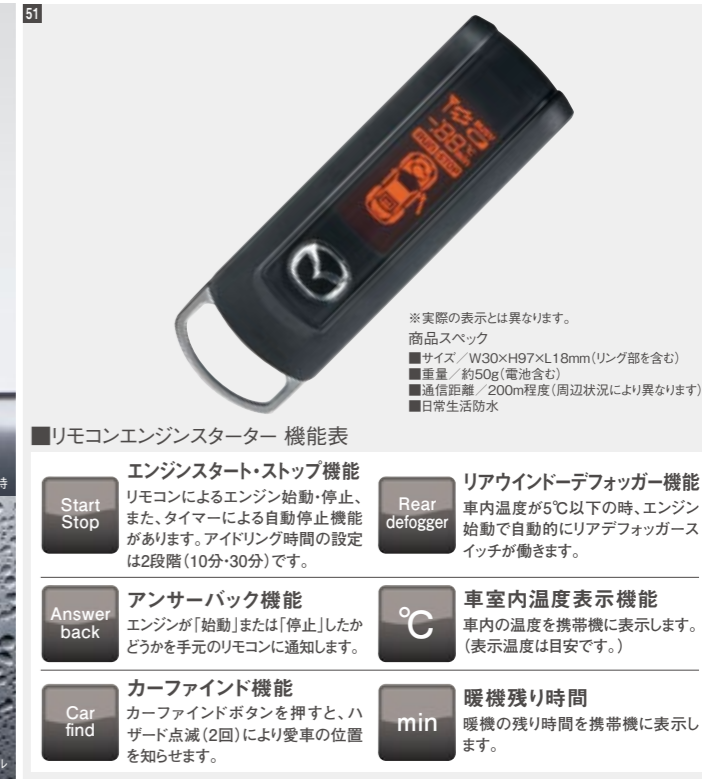 51
※実際の表示とは異なります。
商品スペック
■サイズ／W30×H97×L18mm（リング部を含む）
■重量／約50g（電池含む）
■通信距離／200m程度（周辺状況により異なります）
■日常生活防水
■リモコンエンジンスターター 機能表
Start
Stop
エンジンスタート・ストップ機能
リモコンによるエンジン始動・停止、
また、タイマーによる自動停止機能
があります。アイドリング時間の設定
は2段階（10分・30分）です。
Rear
defogger
リアウインドーデフォッガー機能
車内温度が5℃以下の時、エンジン
始動で自動的にリアデフォッガース
イッチが働きます。
Answer
back
アンサーバック機能
エンジンが「始動」または「停止」したか
どうかを手元のリモコンに通知します。
℃
車室内温度表示機能
車内の温度を携帯機に表示します。
（表示温度は目安です。）
Car
find
カーファインド機能
カーファインドボタンを押すと、ハ
ザード点滅（2回）により愛車の位置
を知らせます。
min
暖機残り時間
暖機の残り時間を携帯機に表示し
ます。
時
ル